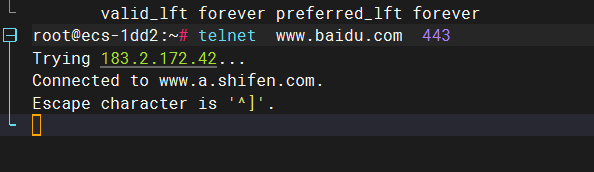 valid_lft forever preferred_lft forever
root@ecs-1dd2:~# telnet  www.baidu.com  443
Trying 183.2.172.42...
Connected to www.a.shifen.com.
Escape character is '^]'.